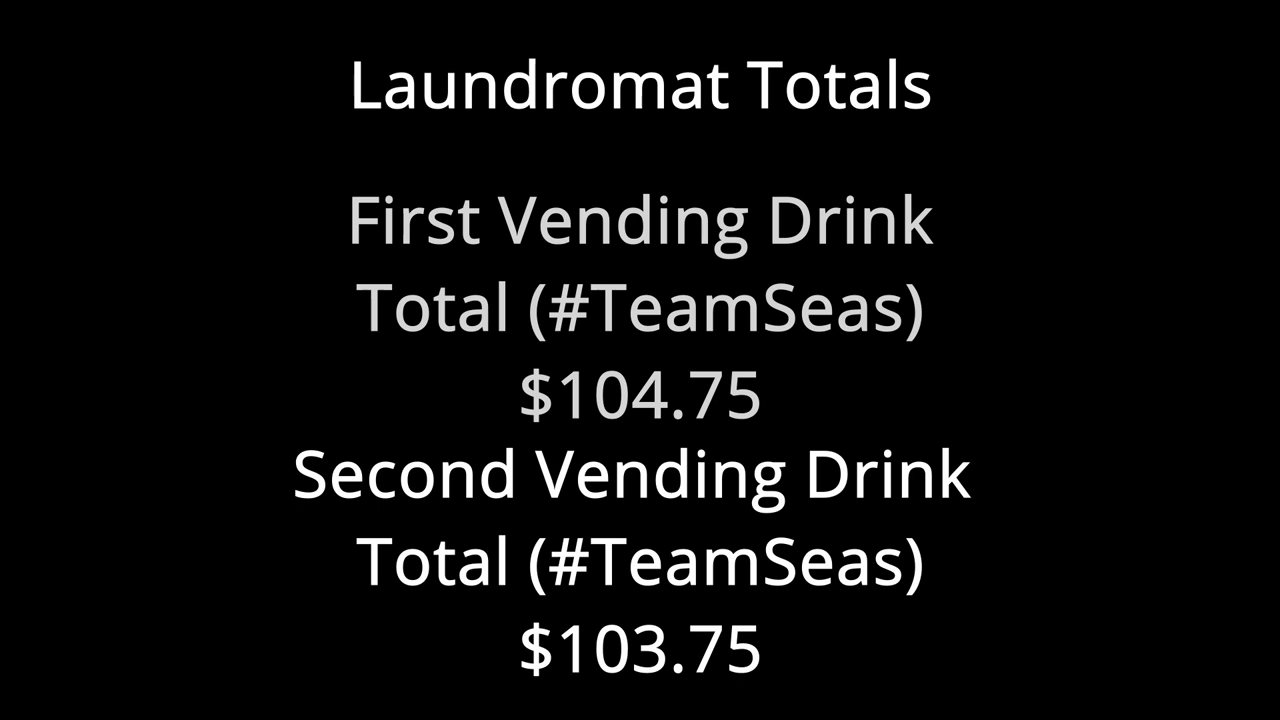 Laundromat Totals
First Vending Drink
Total (#TeamSeas)
$104.75
Second Vending Drink
Total (#TeamSeas)
$103.75